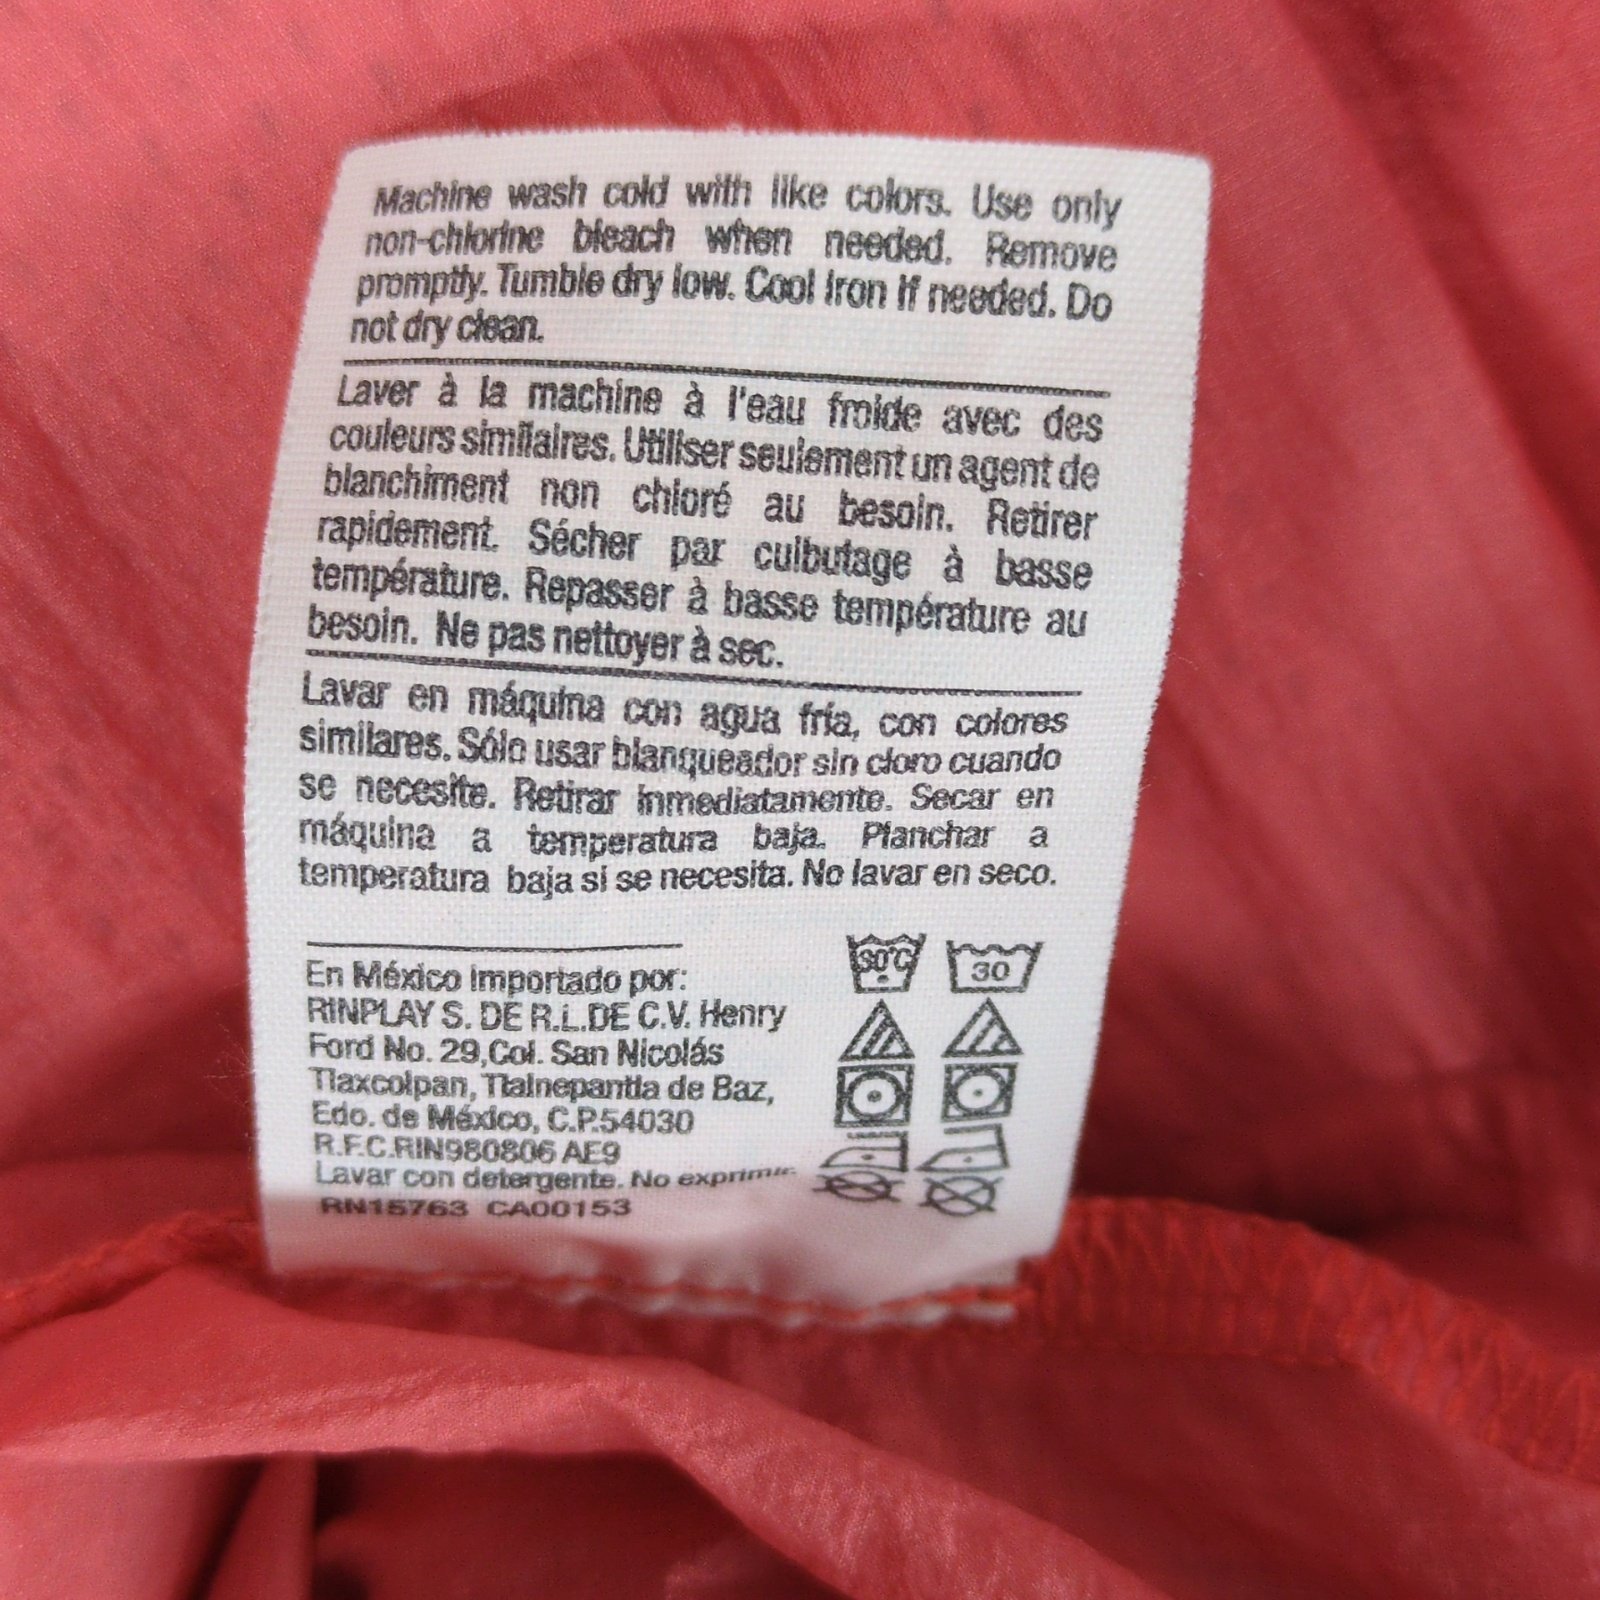 Machine wash cold with like colors. Use only
non-chlorine bleach when needed. Remove
promptly. Tumble dry low. Cool iron if needed. Do
not dry clean.
Laver à la machine à l'eau froide avec des
couleurs similaires. Utiliser seulement un agent de
blanchiment non chloré au besoin. Retirer
rapidement. Sécher par culbutage à basse
température. Repasser à basse température au
besoin. Ne pas nettoyer à sec.
Lavar en máquina con agua fría, con colores
similares. Sólo usar blanqueador sin cloro cuando
se necesite. Retirar inmediatamente. Secar en
máquina a temperatura baja. Planchar a
temperatura baja si se necesita. No lavar en seco.
En México importado por:
RINPLAY S. DE R.L.DE C.V. Henry
Ford No. 29,Col. San Nicolás
Tlaxcolpan, Tlalnepantla de Baz,
Edo. de México, C.P.54030
R.F.C.RIN980806 AE9
Lavar con detergente. No exprimir
RN15763 CA00153
30°C 30